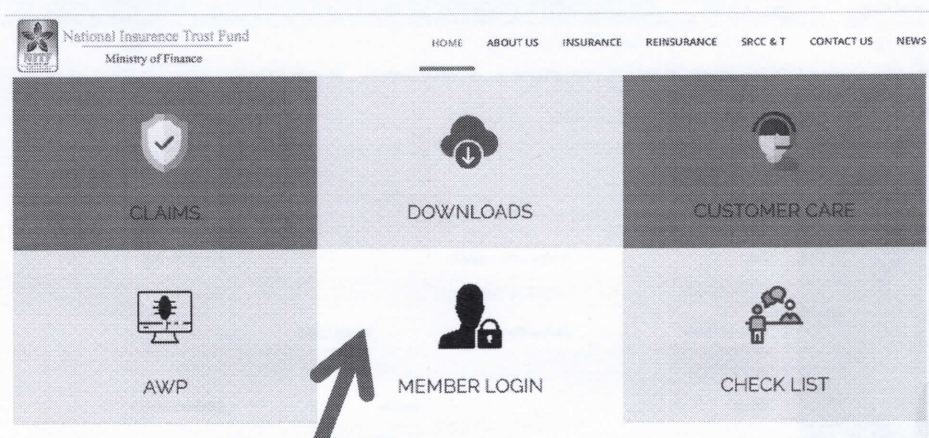 National Insurance Trust Fund
Ministry of Finance
NITF
HOME ABOUT US INSURANCE REINSURANCE SRCC & T CONTACT US NEWS
CLAIMS
DOWNLOADS
CUSTOMER CARE
AWP
MEMBER LOGIN
CHECK LIST